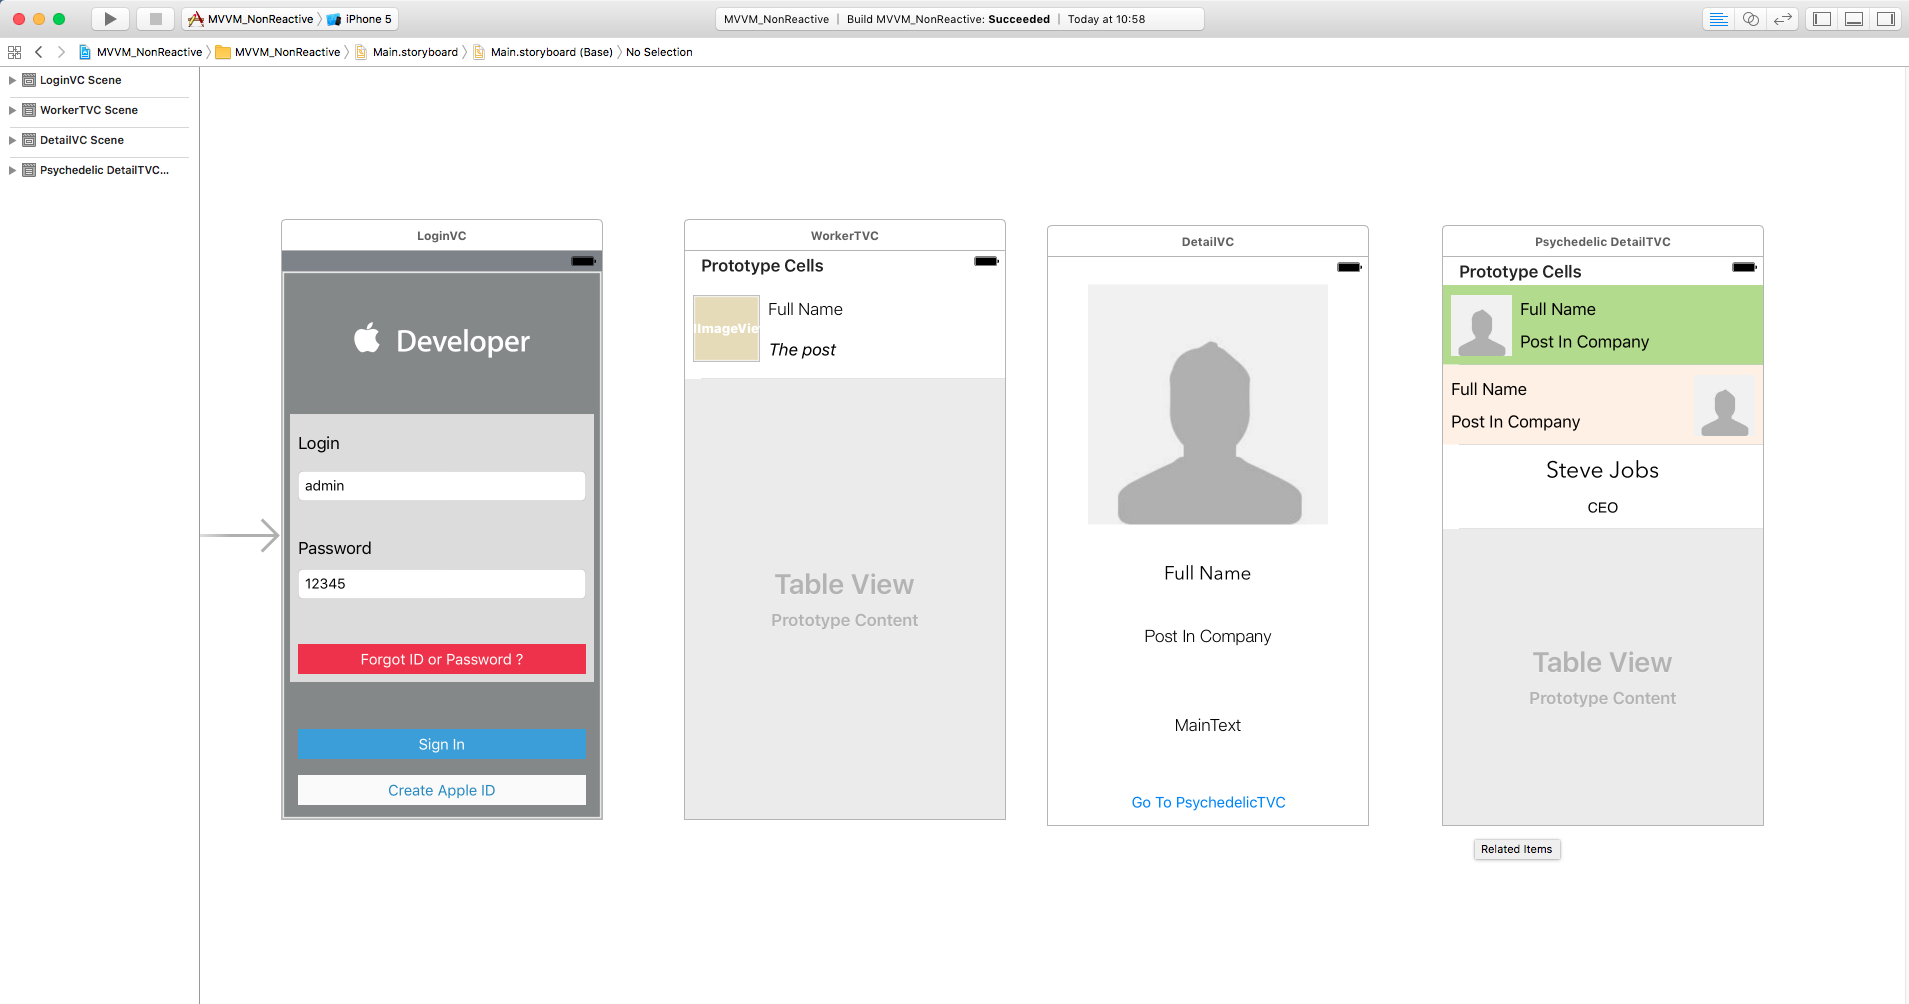 MVVM_NonReactive iPhone 5
MVVM_NonReactive Build MVVM_NonReactive: Succeeded Today at 10:58
MVVM_NonReactive MVVM_NonReactive Main.storyboard Main.storyboard (Base) No Selection
LoginVC Scene
WorkerTVC Scene
DetailVC Scene
Psychedelic DetailTVC...
LoginVC
Developer
Login
admin
Password
12345
Forgot ID or Password ?
Sign In
Create Apple ID
WorkerTVC
Prototype Cells
lImageVie
Full Name
The post
Table View
Prototype Content
DetailVC
Full Name
Post In Company
MainText
Go To PsychedelicTVC
Psychedelic DetailTVC
Prototype Cells
Full Name
Post In Company
Full Name
Post In Company
Steve Jobs
CEO
Table View
Prototype Content
Related Items